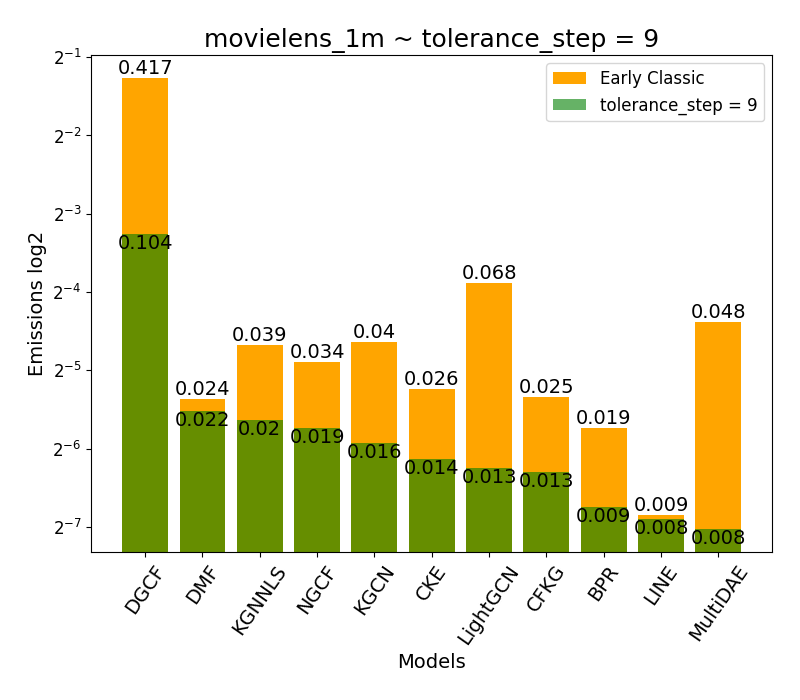 movielens_1m ~ tolerance_step = 9
Early Classic
tolerance_step = 9
Emissions log2
2^-1
2^-2
2^-3
2^-4
2^-5
2^-6
2^-7
0.417
0.104
0.024
0.022
0.039
0.02
0.034
0.019
0.04
0.016
0.026
0.014
0.068
0.013
0.025
0.013
0.019
0.009
0.009
0.008
0.048
0.008
DGCF
DMF
KGNNLS
NGCF
KGCN
CKE
LightGCN
CFKG
BPR
LINE
MultiDAE
Models